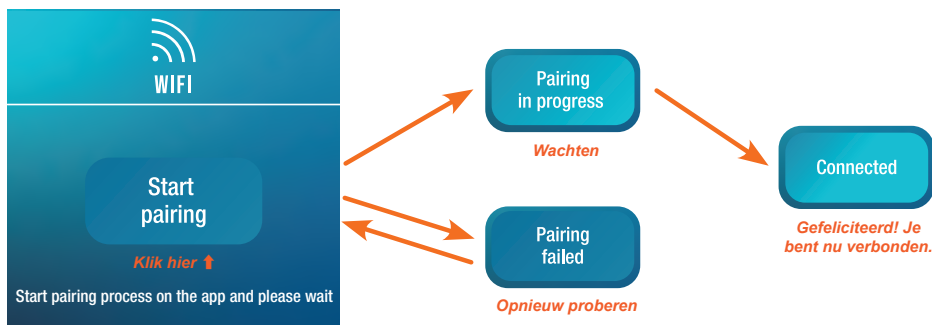 WIFI
Start
pairing
Klik hier
Start pairing process on the app and please wait
Pairing
in progress
Wachten
Pairing
failed
Opnieuw proberen
Connected
Gefeliciteerd! Je
bent nu verbonden.